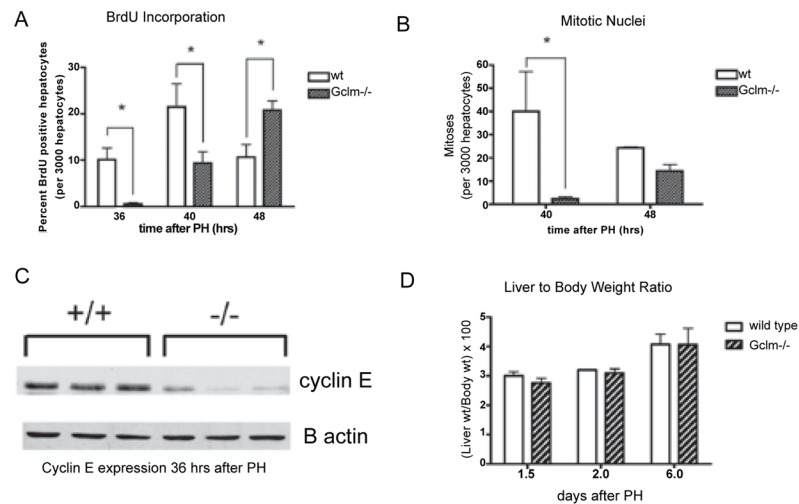 A
BrdU Incorporation
Percent BrdU positive hepatocytes
(per 3000 hepatocytes)
30
20
10
0
*
*
*
wt
Gclm-/-
36
40
48
time after PH (hrs)
B
Mitotic Nuclei
Mitoses
(per 3000 hepatocytes)
60
50
40
30
20
10
0
*
wt
Gclm-/-
40
48
time after PH (hrs)
C
+/+
-/-
cyclin E
B actin
Cyclin E expression 36 hrs after PH
D
Liver to Body Weight Ratio
(Liver wt/Body wt) x 100
5
4
3
2
1
0
wild type
Gclm-/-
1.5
2.0
6.0
days after PH